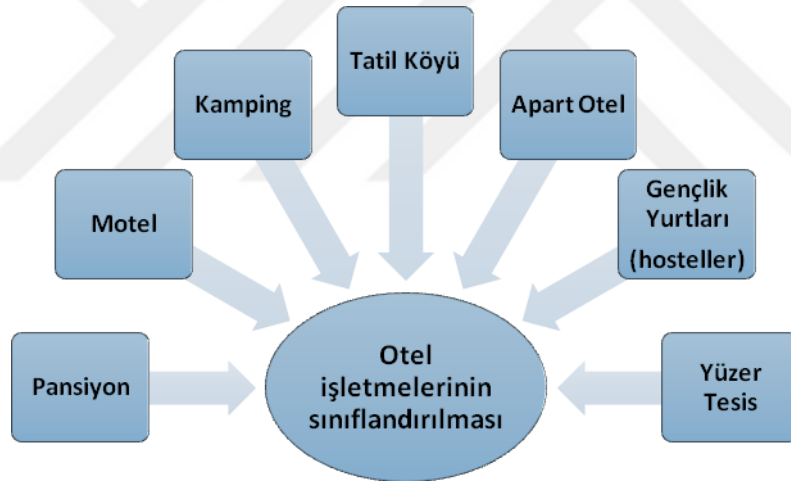 Tatil Köyü
Kamping
Apart Otel
Motel
Gençlik
Yurtları
(hosteller)
Pansiyon
Otel
işletmelerinin
sınıflandırılması
Yüzer
Tesis